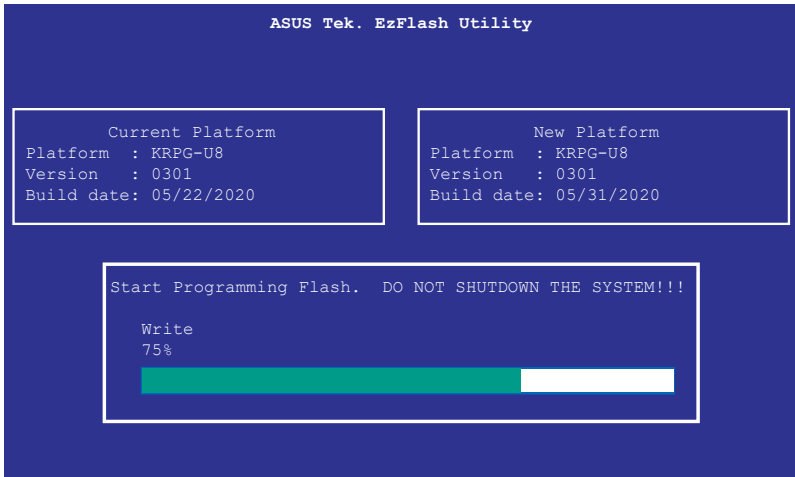 ASUS Tek. EzFlash Utility
Current Platform
Platform : KRPG-U8
Version : 0301
Build date: 05/22/2020
New Platform
Platform : KRPG-U8
Version : 0301
Build date: 05/31/2020
Start Programming Flash. DO NOT SHUTDOWN THE SYSTEM!!!
Write
75%